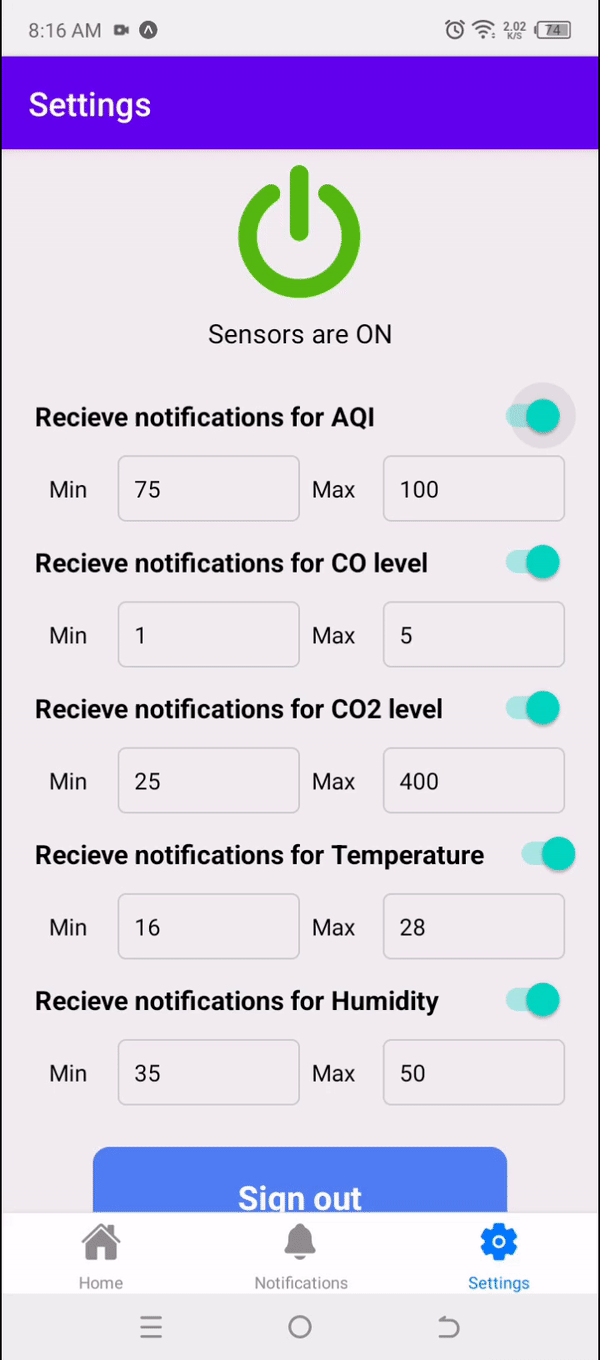 8:16 AM 2.02 K/S 74
Settings
Sensors are ON
Recieve notifications for AQI
Min 75 Max 100
Recieve notifications for CO level
Min 1 Max 5
Recieve notifications for CO2 level
Min 25 Max 400
Recieve notifications for Temperature
Min 16 Max 28
Recieve notifications for Humidity
Min 35 Max 50
Sign out
Home Notifications Settings